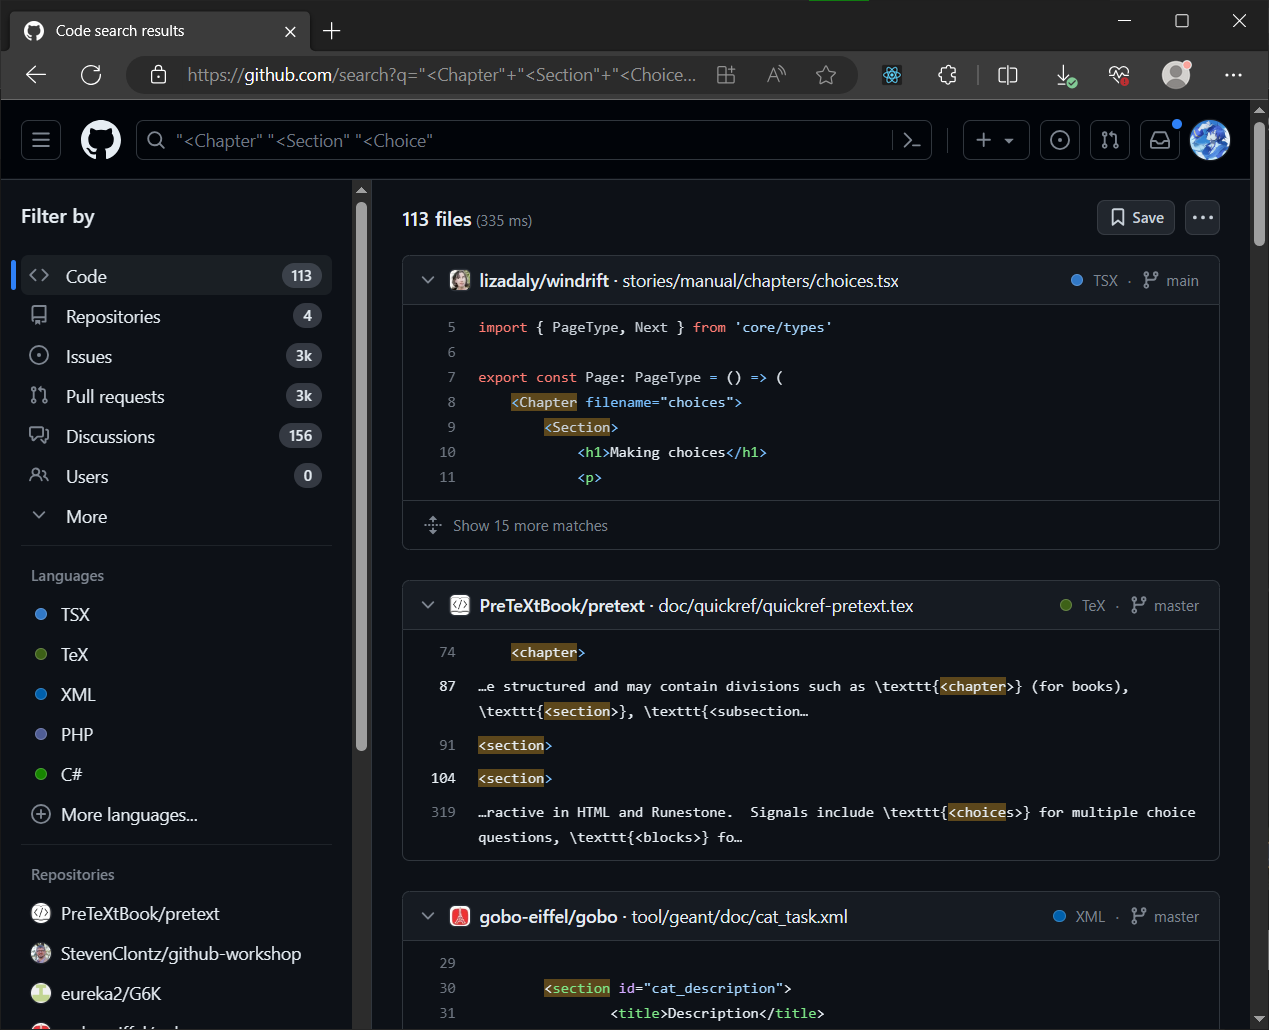 Code search results
https://github.com/search?q="<Chapter"+"<Section"+"<Choice...
"<Chapter" "<Section" "<Choice"
Filter by
Code 113
Repositories 4
Issues 3k
Pull requests 3k
Discussions 156
Users 0
More
Languages
TSX
TeX
XML
PHP
C#
More languages...
Repositories
PreTeXtBook/pretext
StevenClontz/github-workshop
eureka2/G6K
113 files (335 ms)
Save
lizadaly/windrift · stories/manual/chapters/choices.tsx TSX · main
5 import { PageType, Next } from 'core/types'
6
7 export const Page: PageType = () => (
8 <Chapter filename="choices">
9 <Section>
10 <h1>Making choices</h1>
11 <p>
Show 15 more matches
PreTeXtBook/pretext · doc/quickref/quickref-pretext.tex TeX · master
74 <chapter>
87 …e structured and may contain divisions such as \texttt{<chapter>} (for books),
\texttt{<section>}, \texttt{<subsection…
91 <section>
104 <section>
319 …ractive in HTML and Runestone.  Signals include \texttt{<choices>} for multiple choice
questions, \texttt{<blocks>} fo…
gobo-eiffel/gobo · tool/geant/doc/cat_task.xml XML · master
29
30 <section id="cat_description">
31 <title>Description</title>